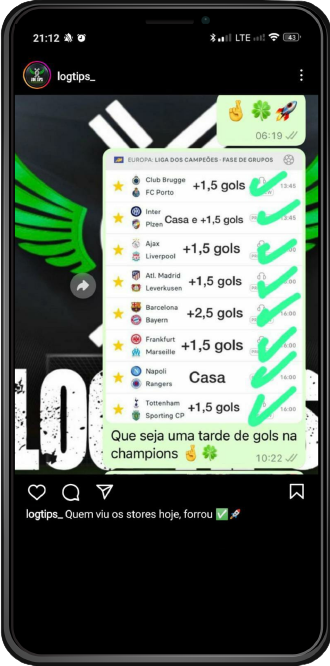 21:12
LTE
43
logtips_
06:19
EUROPA: LIGA DOS CAMPEÕES - FASE DE GRUPOS
Club Brugge
FC Porto
+1,5 gols
13:45
Inter
Plzen
Casa e +1,5 gols
13:45
Ajax
Liverpool
+1,5 gols
Atl. Madrid
Leverkusen
+1,5 gols
16:00
Barcelona
Bayern
+2,5 gols
16:00
Frankfurt
Marseille
+1,5 gols
16:00
Napoli
Rangers
Casa
16:00
Tottenham
Sporting CP
+1,5 gols
16:00
Que seja uma tarde de gols na
champions 🤞🍀
10:22
logtips_ Quem viu os stores hoje, forrou ✅🚀